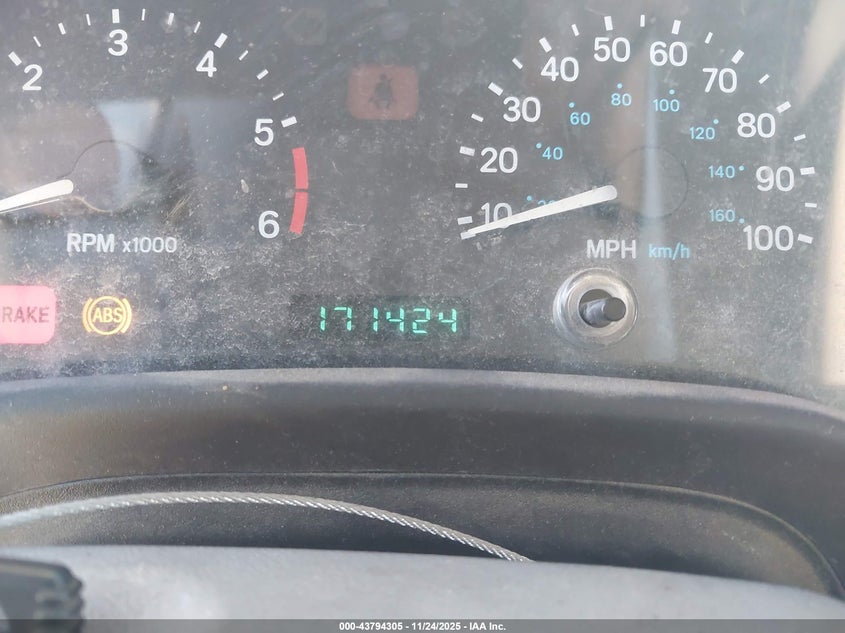 2 3 4 5 6
RPM x1000
10 20 30 40 50 60 70 80 90 100
40 60 80 100 120 140 160
MPH km/h
BRAKE
ABS
171424
000-43794305 | 11/24/2025 | IAA Inc.